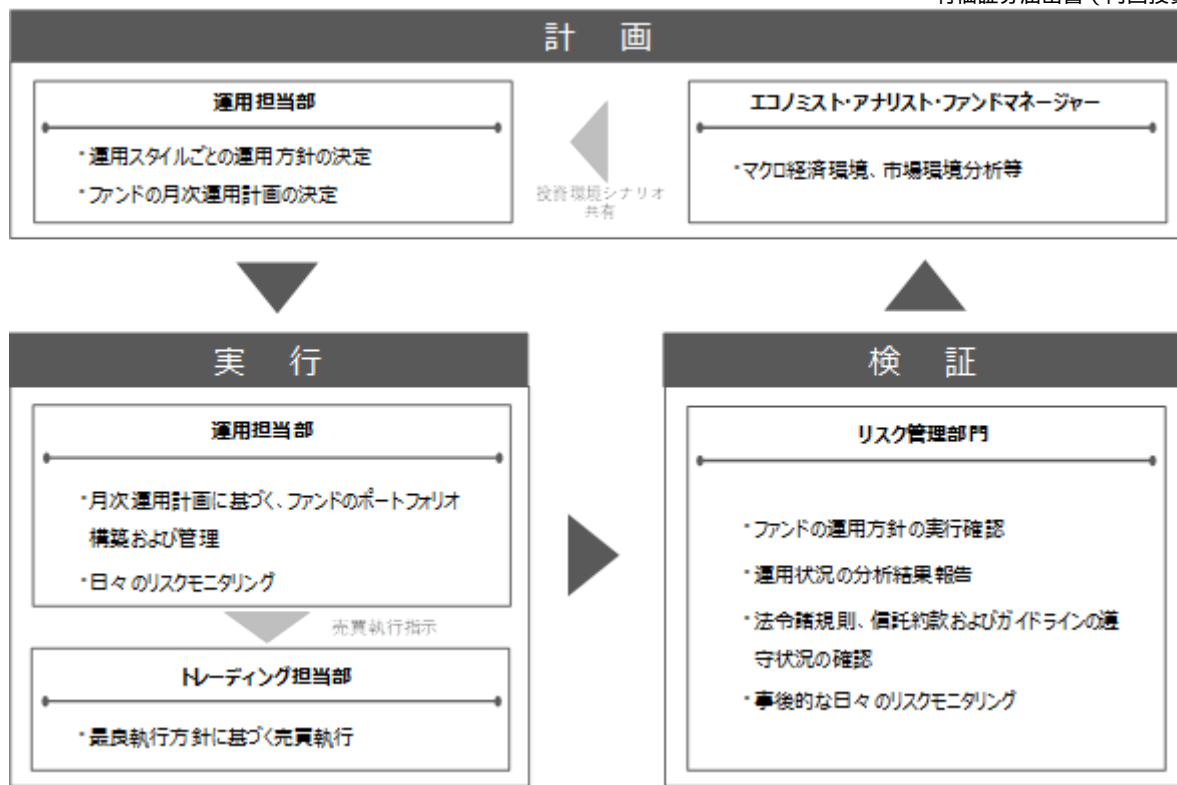 計 画
運用担当部
・運用スタイルごとの運用方針の決定
・ファンドの月次運用計画の決定
投資環境シナリオ
共有
エコノミスト・アナリスト・ファンドマネージャー
・マクロ経済環境、市場環境分析等
実 行
運用担当部
・月次運用計画に基づく、ファンドのポートフォリオ
構築および管理
・日々のリスクモニタリング
売買執行指示
トレーディング担当部
・最良執行方針に基づく売買執行
検 証
リスク管理部門
・ファンドの運用方針の実行確認
・運用状況の分析結果報告
・法令諸規則、信託約款およびガイドラインの遵
守状況の確認
・事後的な日々のリスクモニタリング